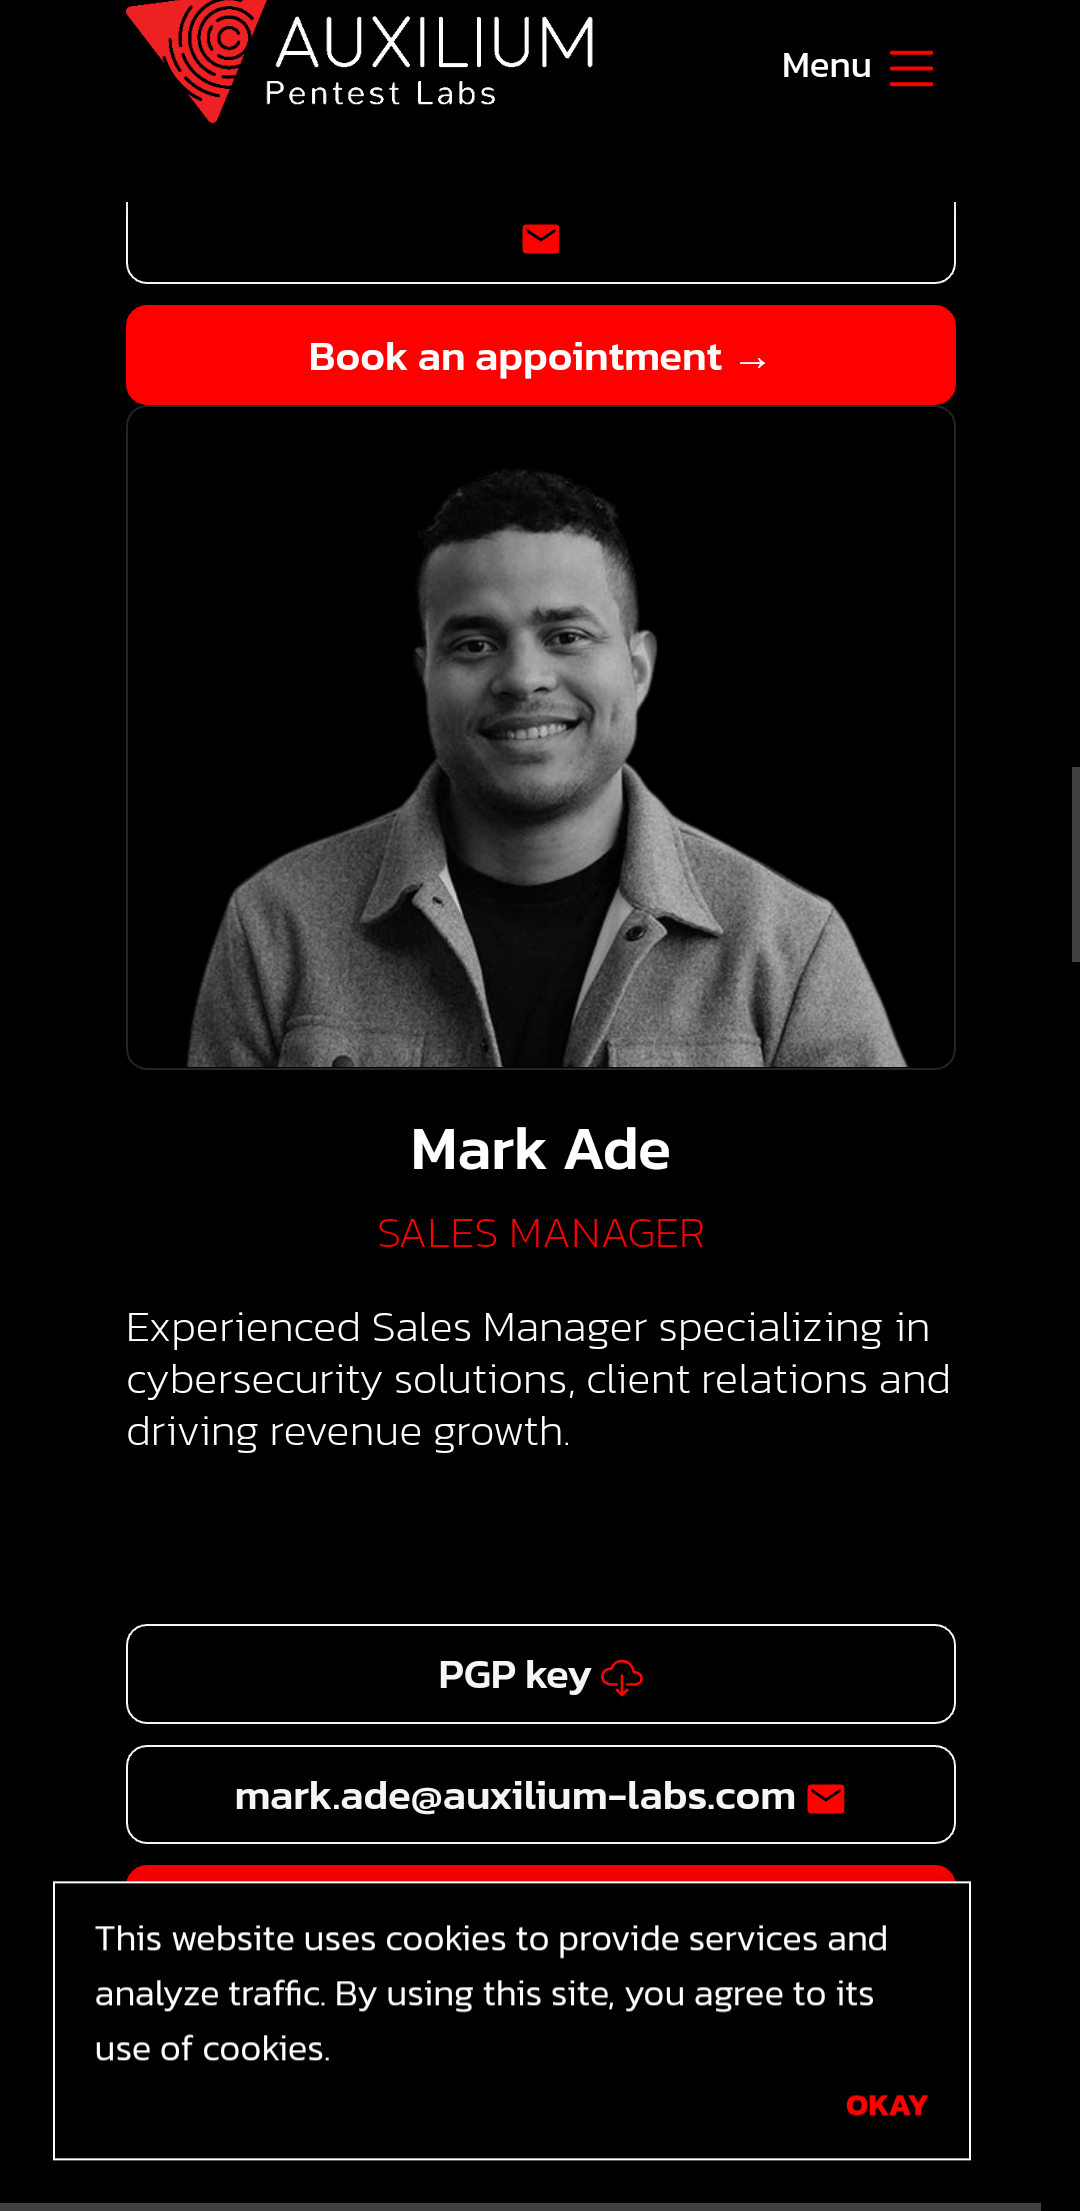 AUXILIUM
Pentest Labs
Menu
Book an appointment →
Mark Ade
SALES MANAGER
Experienced Sales Manager specializing in
cybersecurity solutions, client relations and
driving revenue growth.
PGP key
mark.ade@auxilium-labs.com
This website uses cookies to provide services and
analyze traffic. By using this site, you agree to its
use of cookies.
OKAY